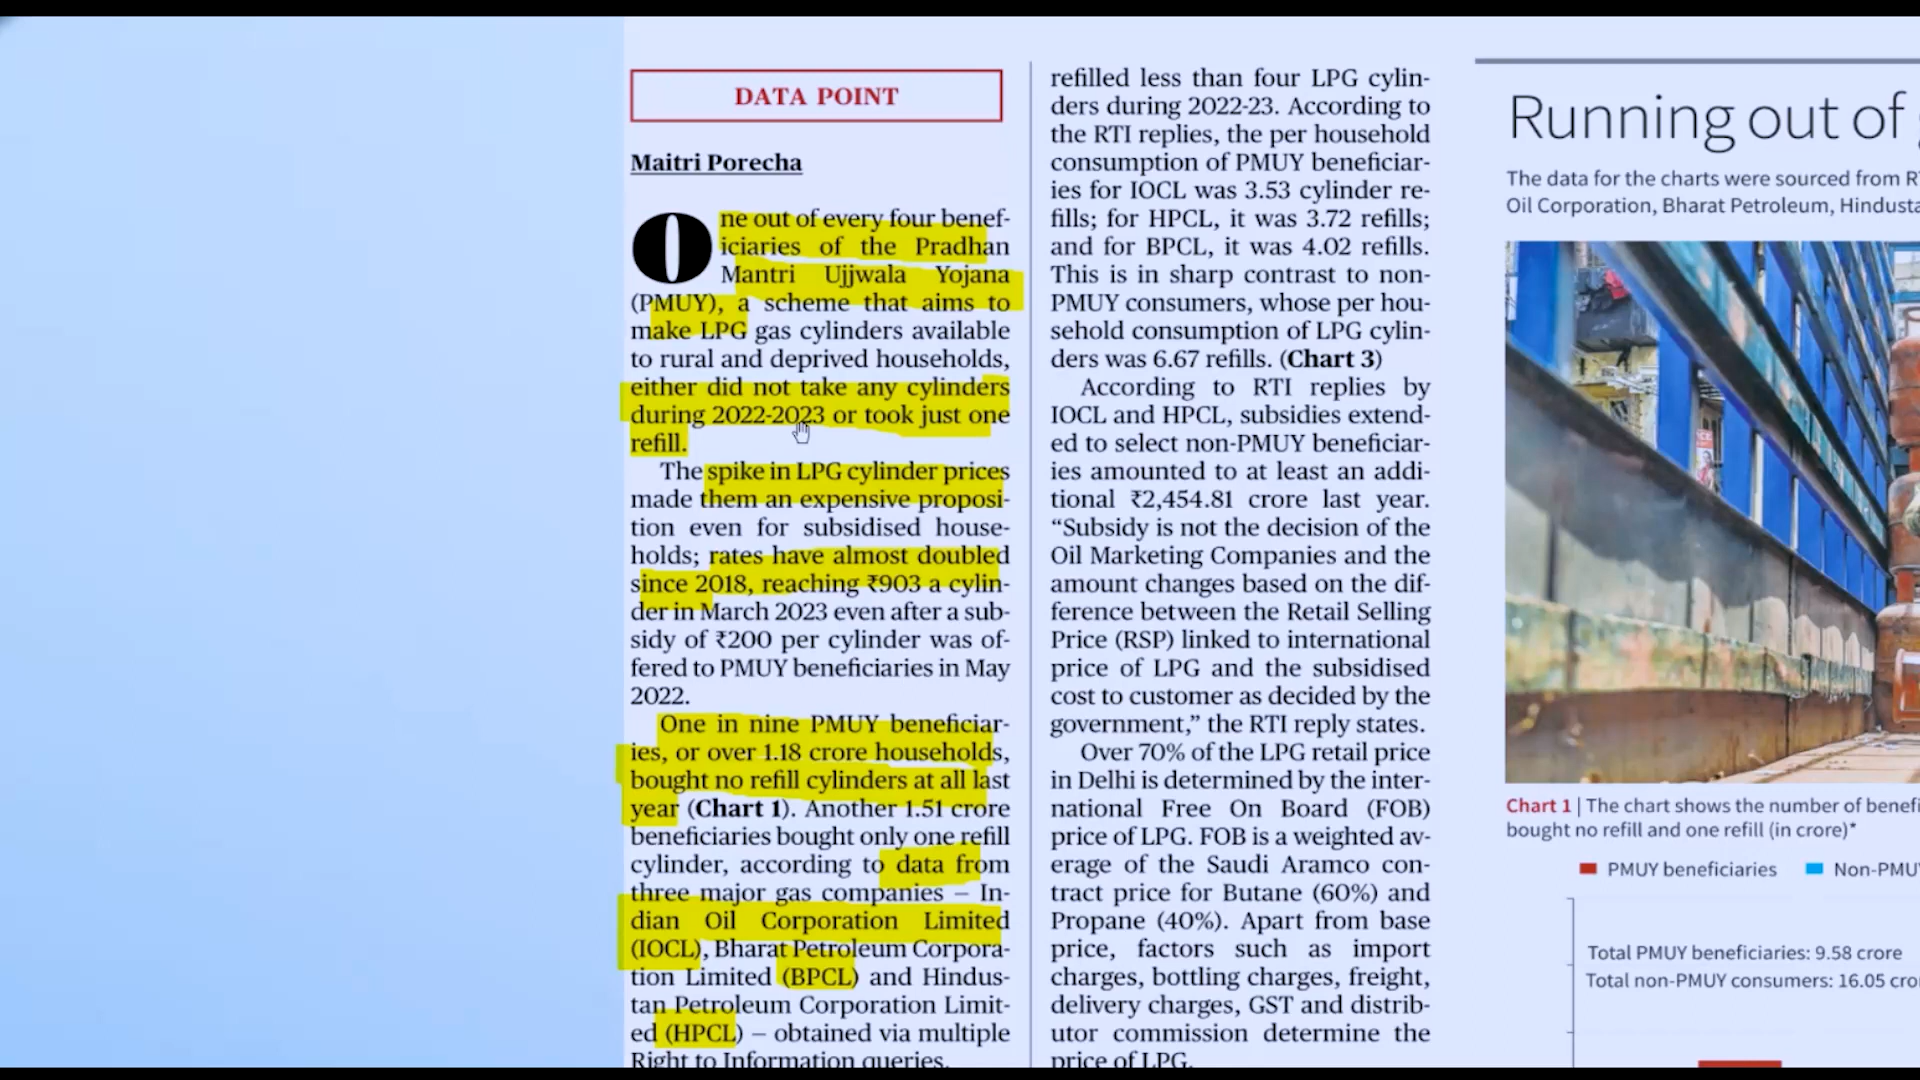 DATA POINT
Maitri Porecha
One out of every four benef-
iciaries of the Pradhan
Mantri Ujjwala Yojana
(PMUY), a scheme that aims to
make LPG gas cylinders available
to rural and deprived households,
either did not take any cylinders
during 2022-2023 or took just one
refill.
The spike in LPG cylinder prices
made them an expensive proposi-
tion even for subsidised house-
holds; rates have almost doubled
since 2018, reaching ₹903 a cylin-
der in March 2023 even after a sub-
sidy of ₹200 per cylinder was of-
fered to PMUY beneficiaries in May
2022.
One in nine PMUY beneficiar-
ies, or over 1.18 crore households,
bought no refill cylinders at all last
year (Chart 1). Another 1.51 crore
beneficiaries bought only one refill
cylinder, according to data from
three major gas companies — In-
dian Oil Corporation Limited
(IOCL), Bharat Petroleum Corpora-
tion Limited (BPCL) and Hindus-
tan Petroleum Corporation Limit-
ed (HPCL) — obtained via multiple
Right to Information queries.
refilled less than four LPG cylin-
ders during 2022-23. According to
the RTI replies, the per household
consumption of PMUY beneficiar-
ies for IOCL was 3.53 cylinder re-
fills; for HPCL, it was 3.72 refills;
and for BPCL, it was 4.02 refills.
This is in sharp contrast to non-
PMUY consumers, whose per hou-
sehold consumption of LPG cylin-
ders was 6.67 refills. (Chart 3)
According to RTI replies by
IOCL and HPCL, subsidies extend-
ed to select non-PMUY beneficiar-
ies amounted to at least an addi-
tional ₹2,454.81 crore last year.
“Subsidy is not the decision of the
Oil Marketing Companies and the
amount changes based on the dif-
ference between the Retail Selling
Price (RSP) linked to international
price of LPG and the subsidised
cost to customer as decided by the
government,” the RTI reply states.
Over 70% of the LPG retail price
in Delhi is determined by the inter-
national Free On Board (FOB)
price of LPG. FOB is a weighted av-
erage of the Saudi Aramco con-
tract price for Butane (60%) and
Propane (40%). Apart from base
price, factors such as import
charges, bottling charges, freight,
delivery charges, GST and distrib-
utor commission determine the
price of LPG.
Running out of
The data for the charts were sourced from
Oil Corporation, Bharat Petroleum,
Chart 1 | The chart shows the number of
bought no refill and one refill (in crore)*
PMUY beneficiaries
Total PMUY beneficiaries: 9.58 crore
Total non-PMUY consumers: 16.05